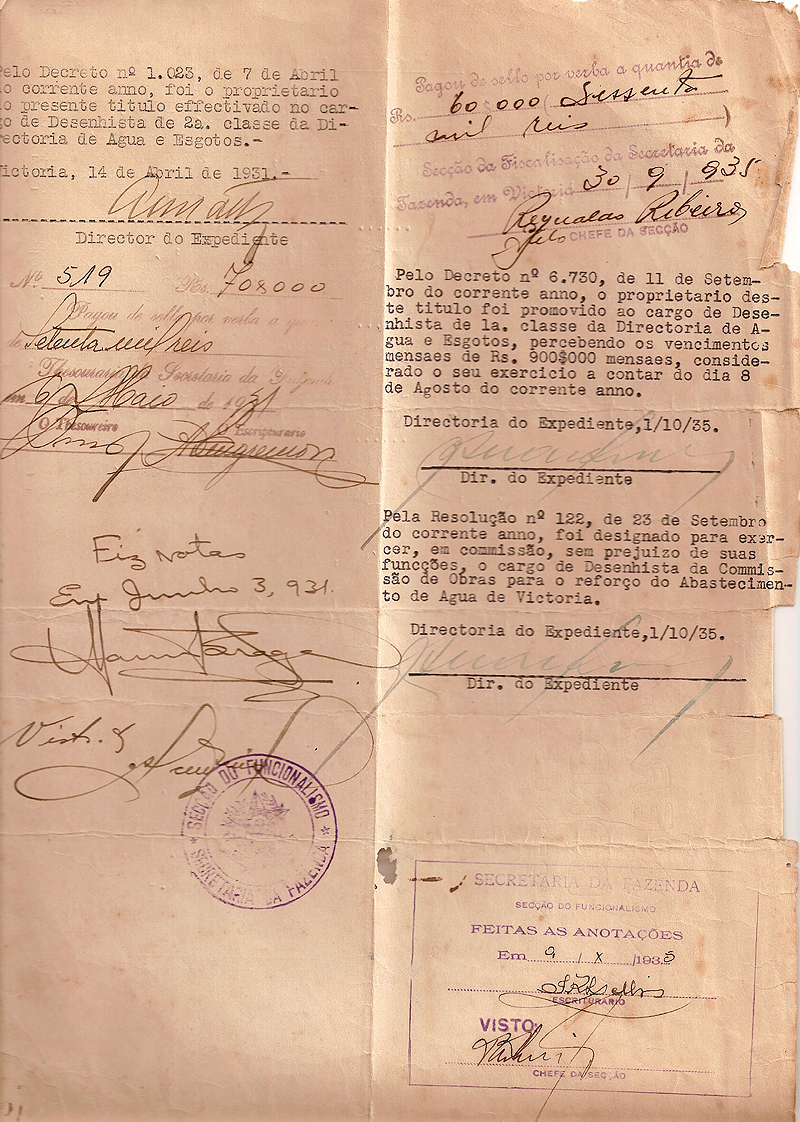 Pelo Decreto nº 1.023, de 7 de Abril
do corrente anno, foi o proprietario
do presente titulo effectivado no car-
go de Desenhista de 2a. classe da Di-
rectoria de Agua e Esgotos.-
Victoria, 14 de Abril de 1931.-
Director do Expediente
Nº 519 Rs. 70$000
Pagou de sello por verba a
de Setenta mil reis
Thesouraria Secretaria da
em 6 de Maio de 1931
O Thesoureiro Escripturario
Fiz Notas
Em Junho 3, 931.
Visto.
SECÇÃO DO FUNCIONALISMO
SECRETARIA DA FAZENDA
Pagou de sello por verba a quantia de
Rs. 60$000 (Sessenta
mil reis)
Secção da Fiscalisação da Secretaria da
Fazenda, em Victoria 30/9/935
Ribeiro
CHEFE DA SECÇÃO
Pelo Decreto nº 6.730, de 11 de Setem-
bro do corrente anno, o proprietario des-
te titulo foi promovido ao cargo de Dese-
nhista de 1a. classe da Directoria de A-
gua e Esgotos, percebendo os vencimentos
mensaes de Rs. 900$000 mensaes, conside-
rado o seu exercicio a contar do dia 8
de Agosto do corrente anno.
Directoria do Expediente,1/10/35.
Dir. do Expediente
Pela Resolução nº 122, de 23 de Setembro
do corrente anno, foi designado para exer-
cer, em commissão, sem prejuizo de suas
funcções, o cargo de Desenhista da Commis-
são de Obras para o reforço do Abastecimen-
to de Agua de Victoria.
Directoria do Expediente,1/10/35.
Dir. do Expediente
SECRETARIA DA FAZENDA
SECÇÃO DO FUNCIONALISMO
FEITAS AS ANOTAÇÕES
Em 9 / X /1935
ESCRITURARIO
VISTO:
CHEFE DA SECÇÃO